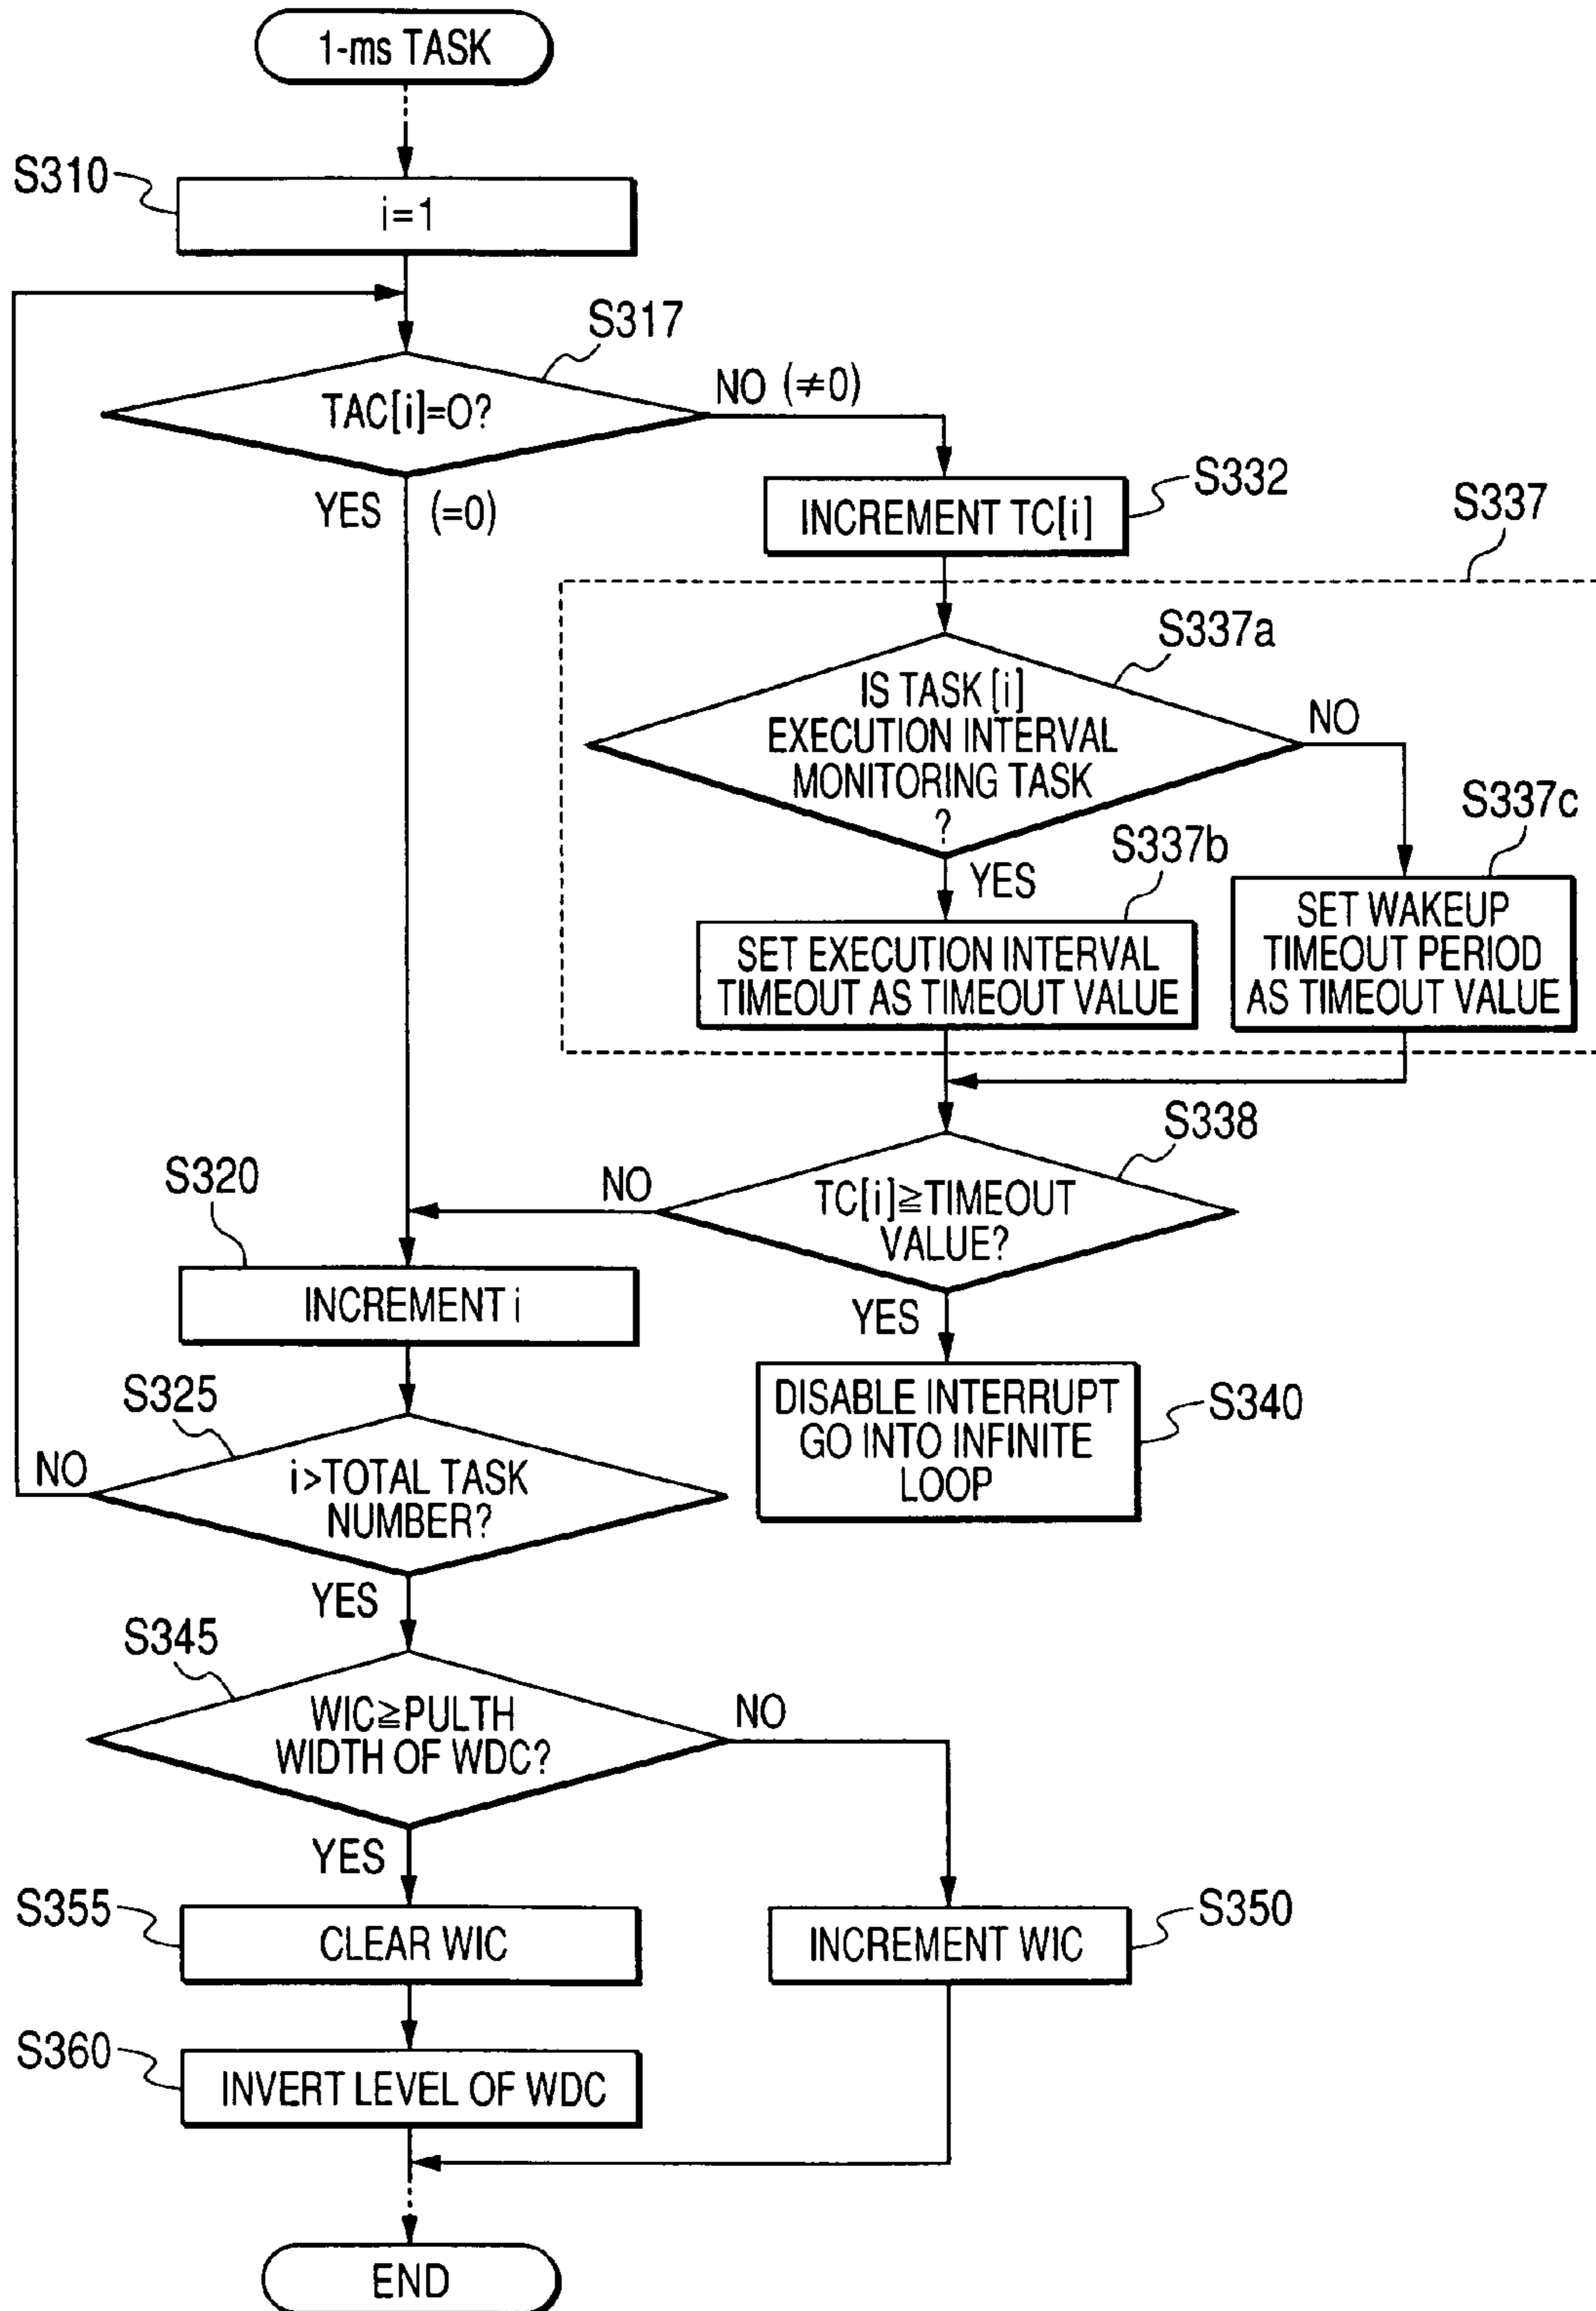 1-ms TASK
S310
i=1
S317
TAC[i]=O?
NO (≠0)
YES (=0)
S332
INCREMENT TC[i]
S337
S337a
IS TASK [i]
EXECUTION INTERVAL
MONITORING TASK
?
NO
YES
S337b
SET EXECUTION INTERVAL
TIMEOUT AS TIMEOUT VALUE
S337c
SET WAKEUP
TIMEOUT PERIOD
AS TIMEOUT VALUE
S338
TC[i]≧TIMEOUT
VALUE?
NO
YES
S320
INCREMENT i
S340
DISABLE INTERRUPT
GO INTO INFINITE
LOOP
S325
i>TOTAL TASK
NUMBER?
NO
YES
S345
WIC≧PULTH
WIDTH OF WDC?
NO
YES
S355
CLEAR WIC
S350
INCREMENT WIC
S360
INVERT LEVEL OF WDC
END